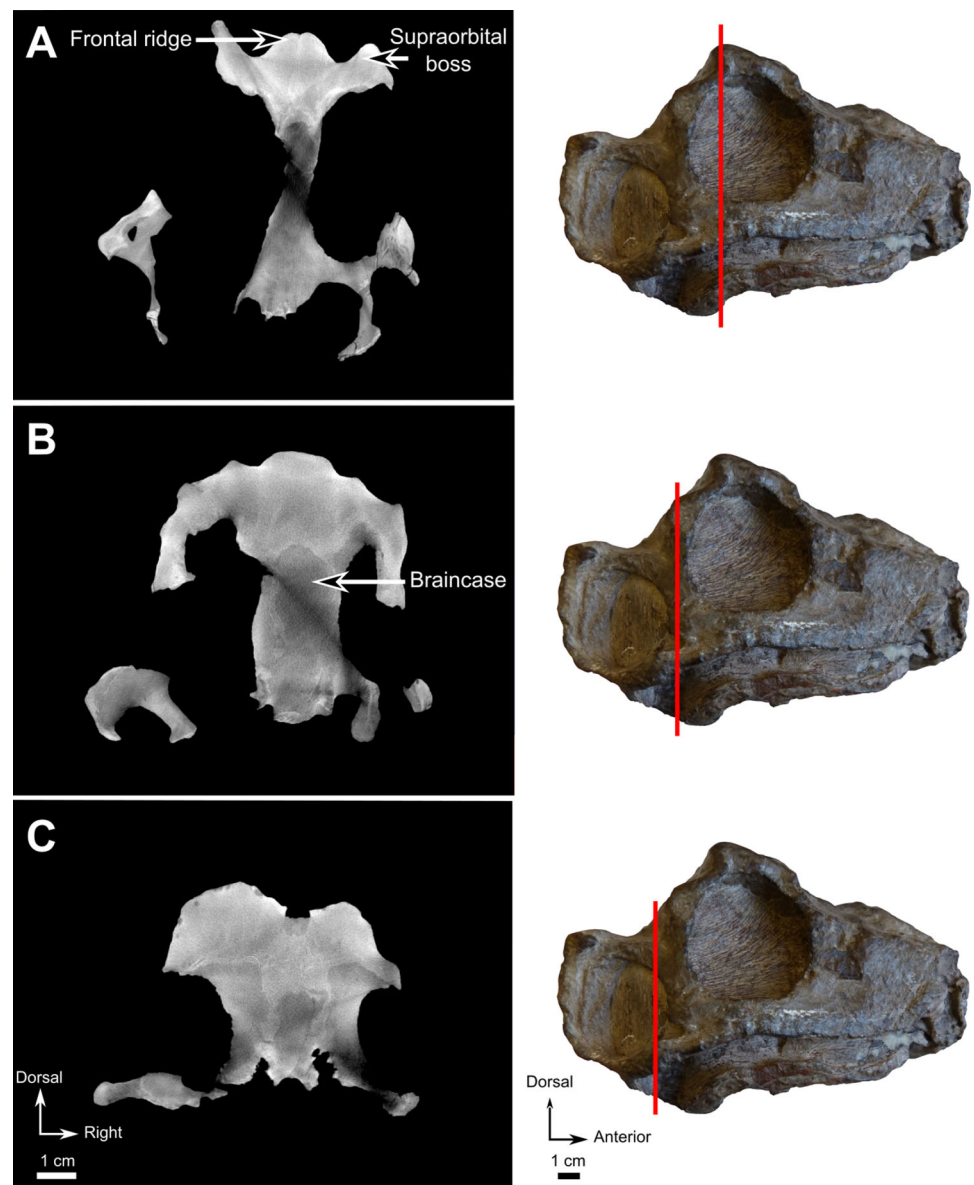 A
Frontal ridge
Supraorbital
boss
B
Braincase
C
Dorsal
Right
1 cm
Dorsal
Anterior
1 cm